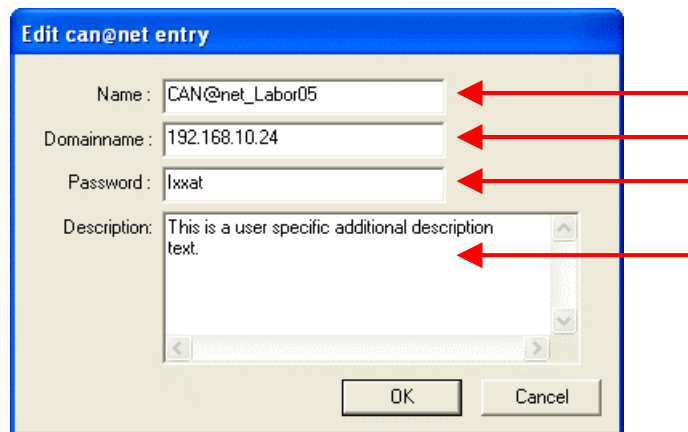 Edit can@net entry
Name : CAN@net_Labor05
Domainname : 192.168.10.24
Password : Ixxat
Description: This is a user specific additional description
text.
OK Cancel